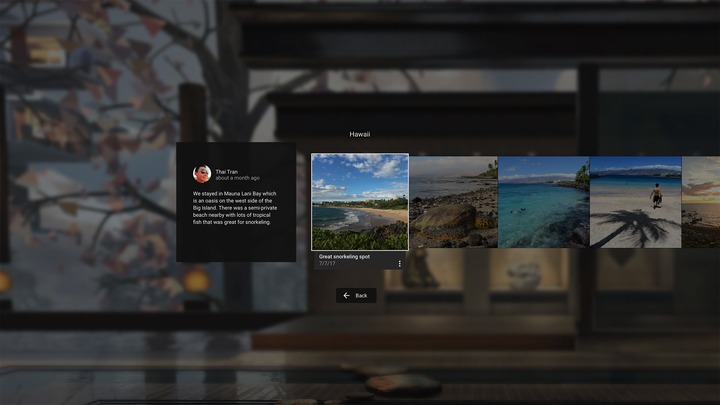 Hawaii
Thai Tran
about a month ago
We stayed in Mauna Lani Bay which
is an oasis on the west side of the
Big Island. There was a semi-private
beach nearby with lots of tropical
fish that was great for snorkeling.
Great snorkeling spot
7/7/17
Back